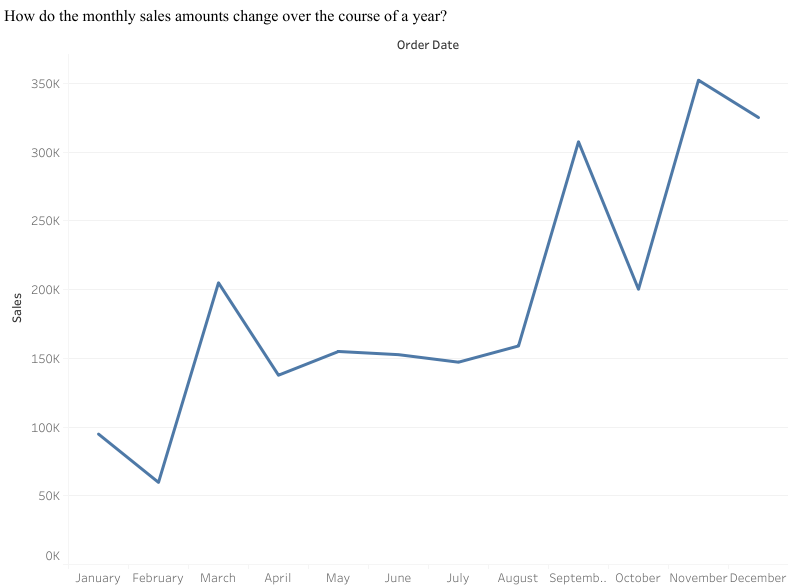 How do the monthly sales amounts change over the course of a year?
Order Date
350K
300K
250K
200K
150K
100K
50K
0K
Sales
January February March April May June July August Septemb.. October November December